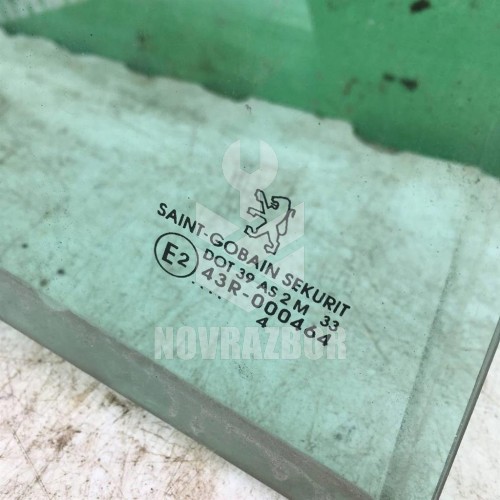 SAINT-GOBAIN SEKURIT
E2 DOT 39 AS 2 M 33
43R-000464
..... 4
NOVRAZBOR